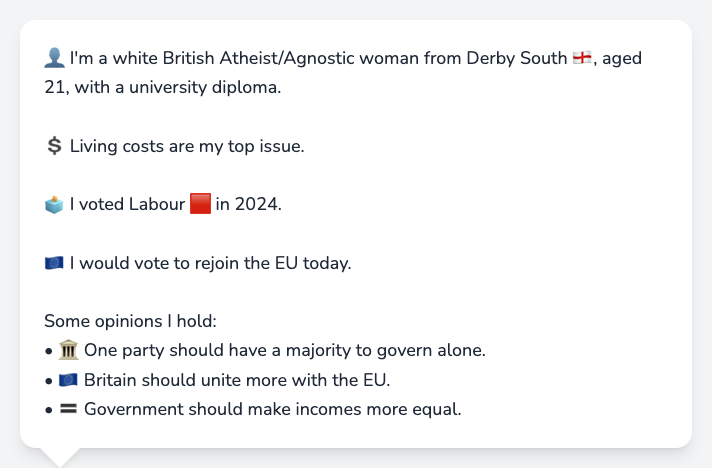 👤 I'm a white British Atheist/Agnostic woman from Derby South 🏴󠁧󠁢󠁥󠁮󠁧󠁿, aged
21, with a university diploma.
💲 Living costs are my top issue.
🗳️ I voted Labour 🟥 in 2024.
🇪🇺 I would vote to rejoin the EU today.
Some opinions I hold:
• 🏛️ One party should have a majority to govern alone.
• 🇪🇺 Britain should unite more with the EU.
• 🟰 Government should make incomes more equal.